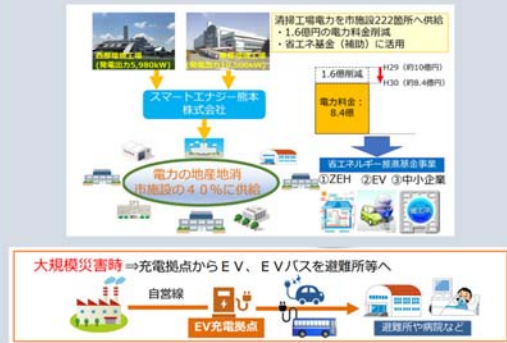 清掃工場電力を市施設222箇所へ供給
・1.6億円の電力料金削減
・省エネ基金(補助)に活用
西部環境工場
(発電出力5,980kW)
(発電出力10,500kW)
スマートエナジー熊本
株式会社
電力の地産地消
市施設の40%に供給
1.6億削減
H29(約10億円)
H30(約8.4億円)
電力料金:
8.4億
省エネルギー推進基金事業
①ZEH ②EV ③中小企業
大規模災害時⇒充電拠点からEV、EVバスを避難所等へ
自営線
EV充電拠点
避難所や病院など